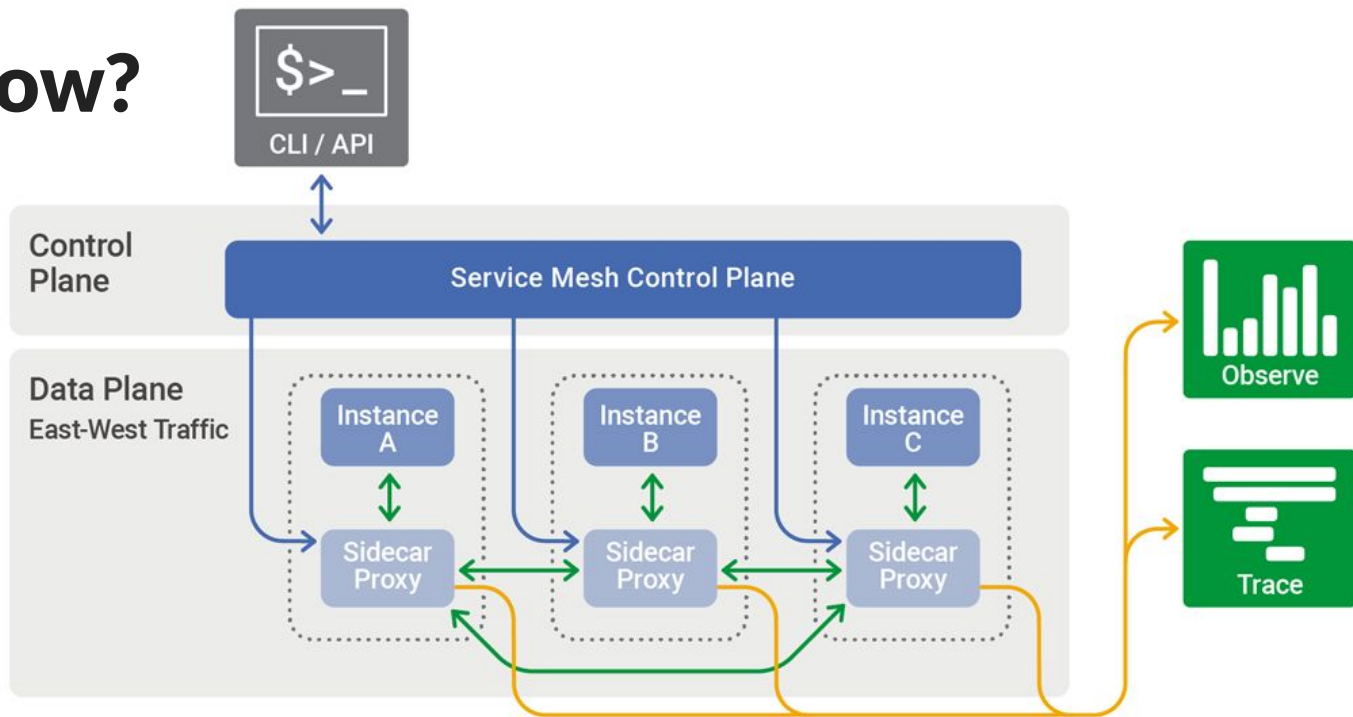 ow?
$>_
CLI / API
Control
Plane
Service Mesh Control Plane
Data Plane
East-West Traffic
Instance
A
Instance
B
Instance
C
Sidecar
Proxy
Sidecar
Proxy
Sidecar
Proxy
Observe
Trace